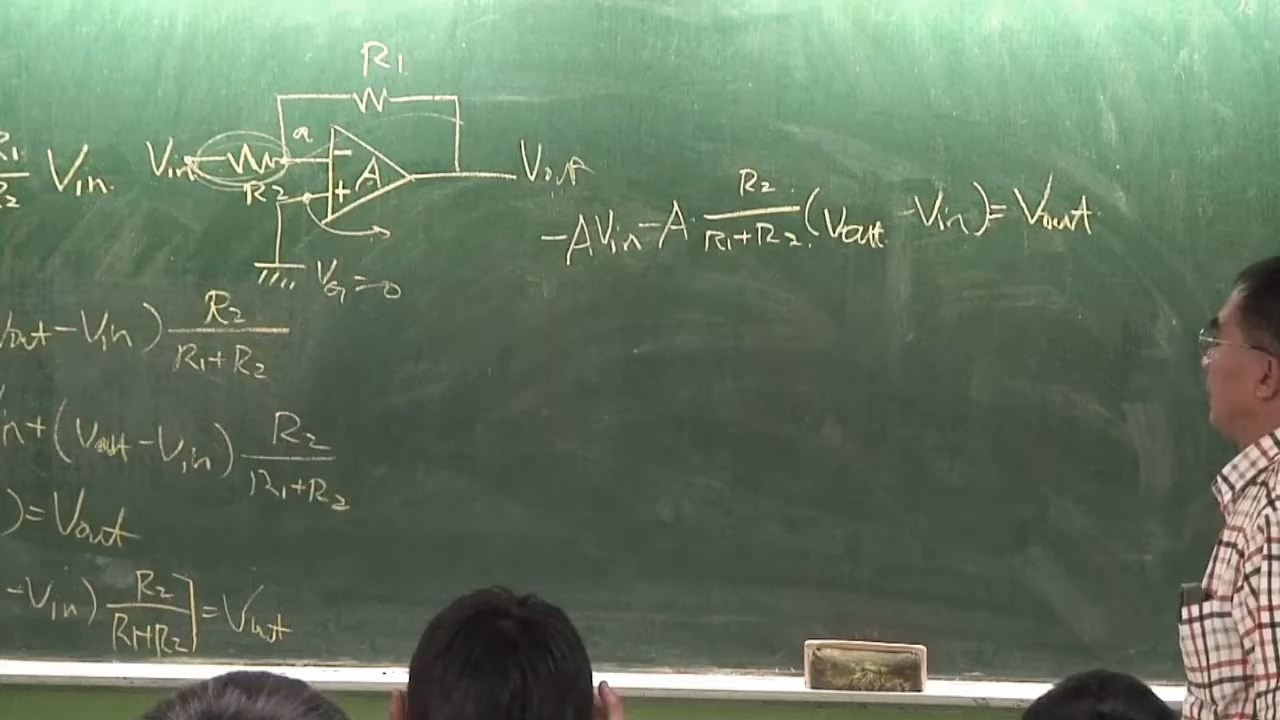 R1
R1/R2 Vin.
Vin
a
R2
-
+
A
Vout
VG=0
-AVin-A·R2/(R1+R2)(Vout-Vin)=Vout
Vout-Vin)R2/(R1+R2)
in+(Vout-Vin)R2/(R1+R2)
)=Vout
-Vin)R2/(R1+R2)]=Vout